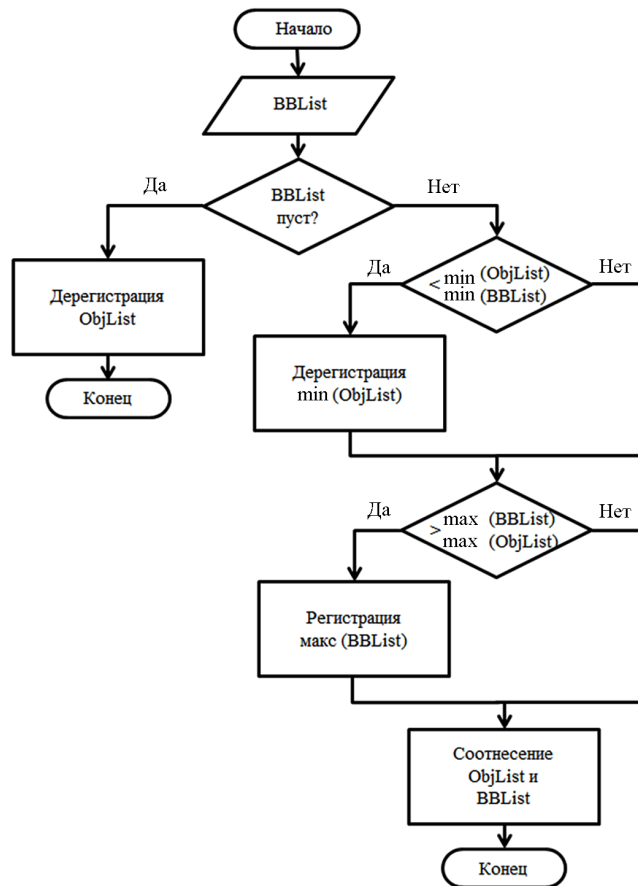 Начало
BBList
Да
Нет
BBList
пуст?
Дерегистрация
ObjList
Конец
Да
Нет
< min (ObjList)
min (BBList)
Дерегистрация
min (ObjList)
Да
Нет
> max (BBList)
max (ObjList)
Регистрация
макс (BBList)
Соотнесение
ObjList и
BBList
Конец